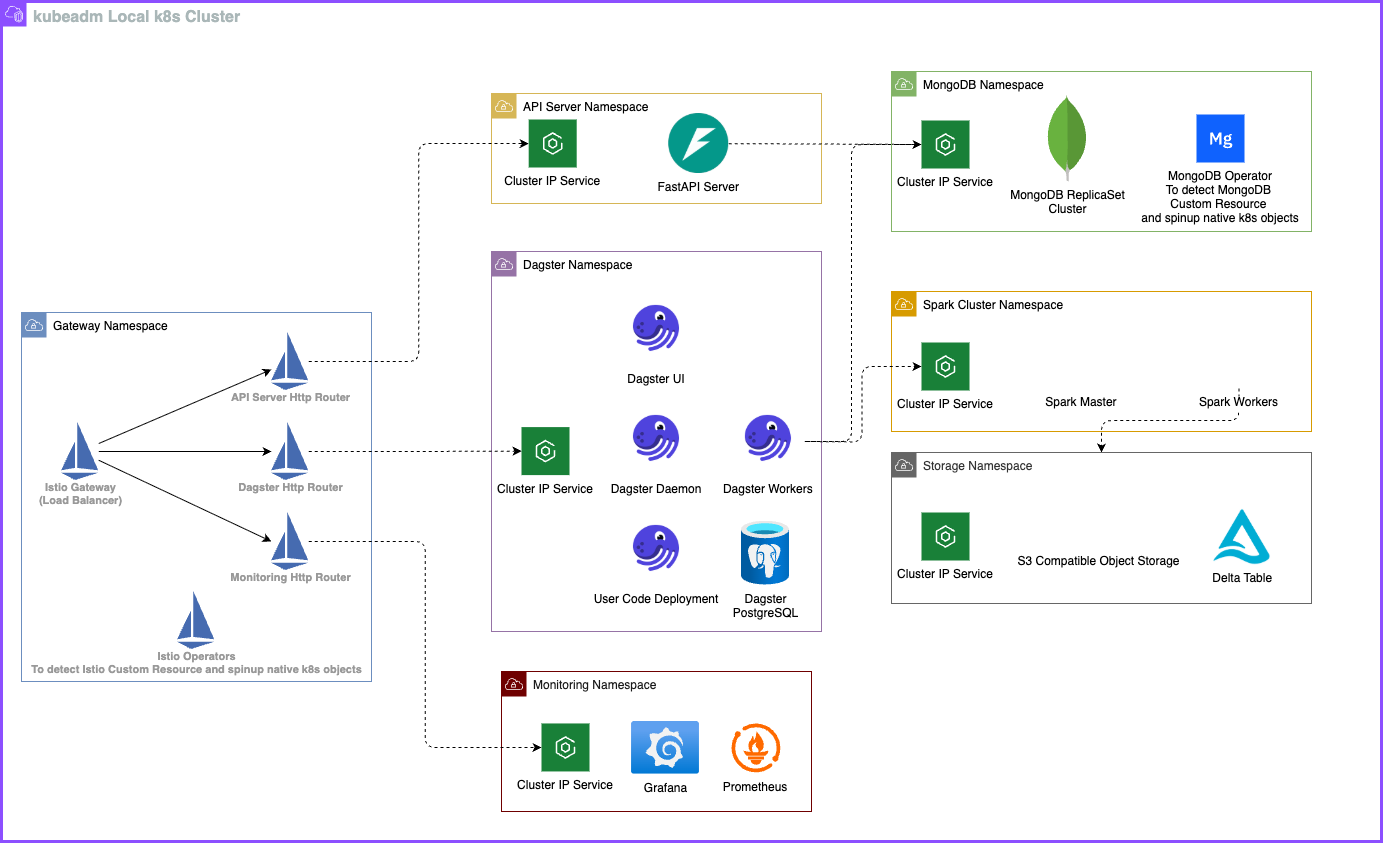 kubeadm Local k8s Cluster
Gateway Namespace
API Server Http Router
Istio Gateway
(Load Balancer)
Dagster Http Router
Monitoring Http Router
Istio Operators
To detect Istio Custom Resource and spinup native k8s objects
API Server Namespace
Cluster IP Service
FastAPI Server
Dagster Namespace
Dagster UI
Cluster IP Service
Dagster Daemon
Dagster Workers
User Code Deployment
Dagster
PostgreSQL
Monitoring Namespace
Cluster IP Service
Grafana
Prometheus
MongoDB Namespace
Cluster IP Service
MongoDB ReplicaSet
Cluster
Mg
MongoDB Operator
To detect MongoDB
Custom Resource
and spinup native k8s objects
Spark Cluster Namespace
Cluster IP Service
Spark Master
Spark Workers
Storage Namespace
Cluster IP Service
S3 Compatible Object Storage
Delta Table